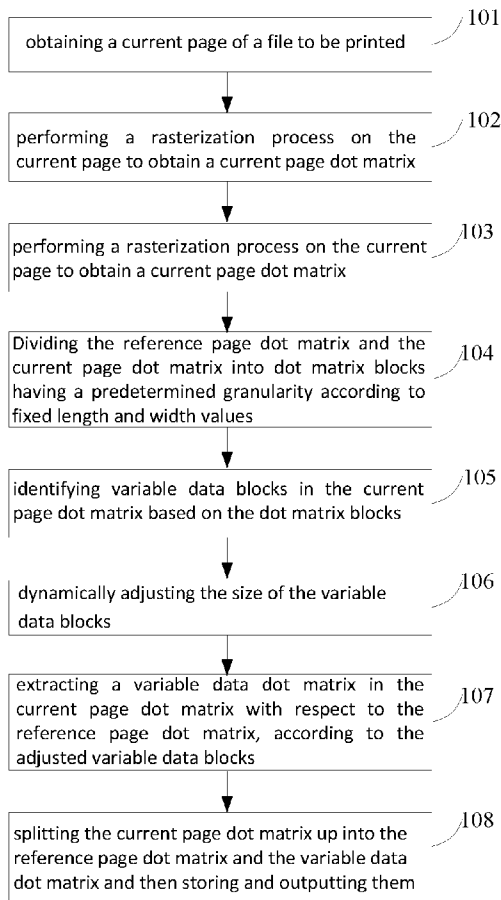 101
obtaining a current page of a file to be printed
102
performing a rasterization process on the
current page to obtain a current page dot matrix
103
performing a rasterization process on the current
page to obtain a current page dot matrix
Dividing the reference page dot matrix and the
current page dot matrix into dot matrix blocks
104
having a predetermined granularity according to
fixed length and width values
105
identifying variable data blocks in the current
page dot matrix based on the dot matrix blocks
106
dynamically adjusting the size of the variable
data blocks
extracting a variable data dot matrix in the
107
current page dot matrix with respect to the
reference page dot matrix, according to the
adjusted variable data blocks
108
splitting the current page dot matrix up into the
reference page dot matrix and the variable data
dot matrix and then storing and outputting them